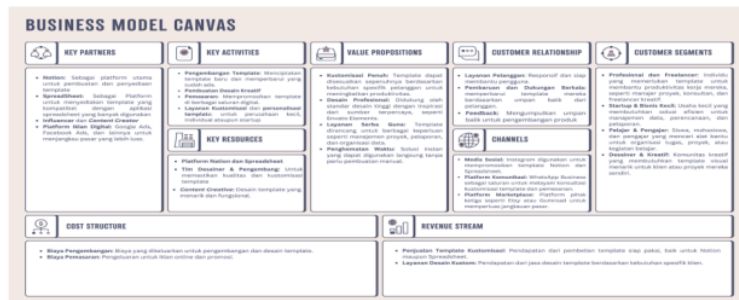 BUSINESS MODEL CANVAS
KEY PARTNERS
Notion: Sebagai platform utama
untuk pembuatan dan penyediaan
template
SpreadSheet: Sebagai Platform
untuk menyediakan template yang
kompatibel dengan aplikasi
spreadsheet yang banyak digunakan
Influencer dan Content Creator
Platform Iklan Digital: Google Ads,
Facebook Ads, dan lainnya untuk
menjangkau pasar yang lebih luas.
KEY ACTIVITIES
Pengembangan Template: Menciptakan
template baru dan memperbarui yang
sudah ada.
Pembuatan Desain Kreatif
Pemasaran: Mempromosikan template
di berbagai saluran digital.
Layanan Kustomisasi dan personalisasi
template: untuk perusahaan kecil,
individual ataupun startup
KEY RESOURCES
Platform Notion dan Spreadsheet
Tim Desainer & Pengembang: Untuk
memastikan kualitas dan kustomisasi
template
Content Creative: Desain template yang
menarik dan fungsional.
VALUE PROPOSITIONS
Kustomisasi Penuh: Template dapat
disesuaikan sepenuhnya berdasarkan
kebutuhan spesifik pelanggan untuk
meningkatkan produktivitas.
Desain Profesional: Didukung oleh
standar desain tinggi dengan inspirasi
dari sumber terpercaya, seperti
Envato Elements.
Layanan Serba Guna: Template
dirancang untuk berbagai keperluan
seperti manajemen proyek, pelaporan,
dan organisasi data.
Penghematan Waktu: Solusi instan
yang dapat digunakan langsung tanpa
perlu pembuatan manual.
CUSTOMER RELATIONSHIP
Layanan Pelanggan: Responsif dan siap
membantu pengguna.
Pembaruan dan Dukungan Berkala:
memperbarui template mereka
berdasarkan umpan balik dari
pelanggan.
Feedback: Mengumpulkan umpan
balik untuk pengembangan produk
CHANNELS
Media Sosial: Instagram digunakan untuk
mempromosikan template Notion dan
Spreadsheet.
Platform Komunikasi: WhatsApp Business
sebagai saluran untuk melayani konsultasi
kustomisasi template dan pemesanan.
Platform Marketplace: Platform pihak
ketiga seperti Etsy atau Gumroad untuk
memperluas jangkauan pasar.
CUSTOMER SEGMENTS
Profesional dan Freelancer: Individu
yang memerlukan template untuk
membantu produktivitas kerja mereka,
seperti manajer proyek, konsultan, dan
freelancer kreatif
Startup & Bisnis Kecil: Usaha kecil yang
membutuhkan solusi efisien untuk
manajemen data, perencanaan, dan
pelaporan.
Pelajar & Pengajar: Siswa, mahasiswa,
dan pengajar yang mencari alat bantu
untuk organisasi tugas, proyek, atau
kegiatan belajar.
Desainer & Kreatif: Komunitas kreatif
yang membutuhkan template visual
menarik untuk klien atau proyek mereka
sendiri.
COST STRUCTURE
Biaya Pengembangan: Biaya yang dikeluarkan untuk pengembangan dan desain template.
Biaya Pemasaran: Pengeluaran untuk iklan online dan promosi.
REVENUE STREAM
Penjualan Template Kustomisasi: Pendapatan dari pembelian template siap pakai, baik untuk Notion
maupun Spreadsheet.
Layanan Desain Kustom: Pendapatan dari jasa desain template berdasarkan kebutuhan spesifik klien.